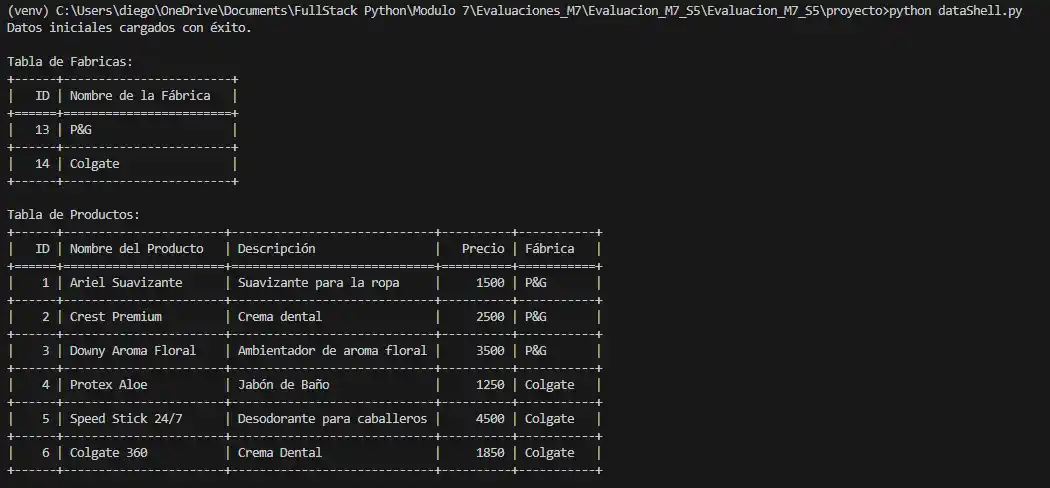 (venv) C:\Users\diego\OneDrive\Documents\FullStack Python\Modulo 7\Evaluaciones_M7\Evaluacion_M7_S5\Evaluacion_M7_S5\proyecto>python dataShell.py
Datos iniciales cargados con éxito.

Tabla de Fabricas:
+------+------------------------+
|   ID | Nombre de la Fábrica   |
+======+========================+
|   13 | P&G                    |
+------+------------------------+
|   14 | Colgate                |
+------+------------------------+

Tabla de Productos:
+------+-----------------------+-----------------------------+----------+-----------+
|   ID | Nombre del Producto   | Descripción                 |   Precio | Fábrica   |
+======+=======================+=============================+==========+===========+
|    1 | Ariel Suavizante      | Suavizante para la ropa     |     1500 | P&G       |
+------+-----------------------+-----------------------------+----------+-----------+
|    2 | Crest Premium         | Crema dental                |     2500 | P&G       |
+------+-----------------------+-----------------------------+----------+-----------+
|    3 | Downy Aroma Floral    | Ambientador de aroma floral |     3500 | P&G       |
+------+-----------------------+-----------------------------+----------+-----------+
|    4 | Protex Aloe           | Jabón de Baño               |     1250 | Colgate   |
+------+-----------------------+-----------------------------+----------+-----------+
|    5 | Speed Stick 24/7      | Desodorante para caballeros |     4500 | Colgate   |
+------+-----------------------+-----------------------------+----------+-----------+
|    6 | Colgate 360           | Crema Dental                |     1850 | Colgate   |
+------+-----------------------+-----------------------------+----------+-----------+